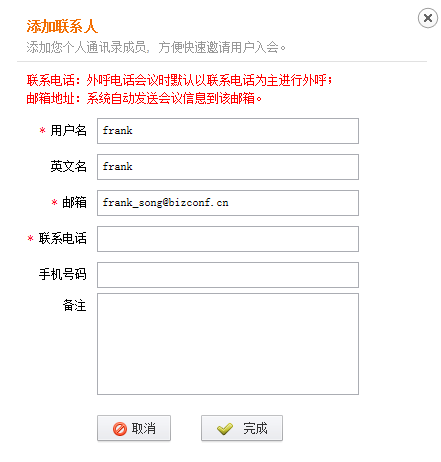 添加联系人
添加您个人通讯录成员，方便快速邀请用户入会。
联系电话：外呼电话会议时默认以联系电话为主进行外呼；
邮箱地址：系统自动发送会议信息到该邮箱。
* 用户名 frank
英文名 frank
* 邮箱 frank_song@bizconf.cn
* 联系电话
手机号码
备注
取消 完成